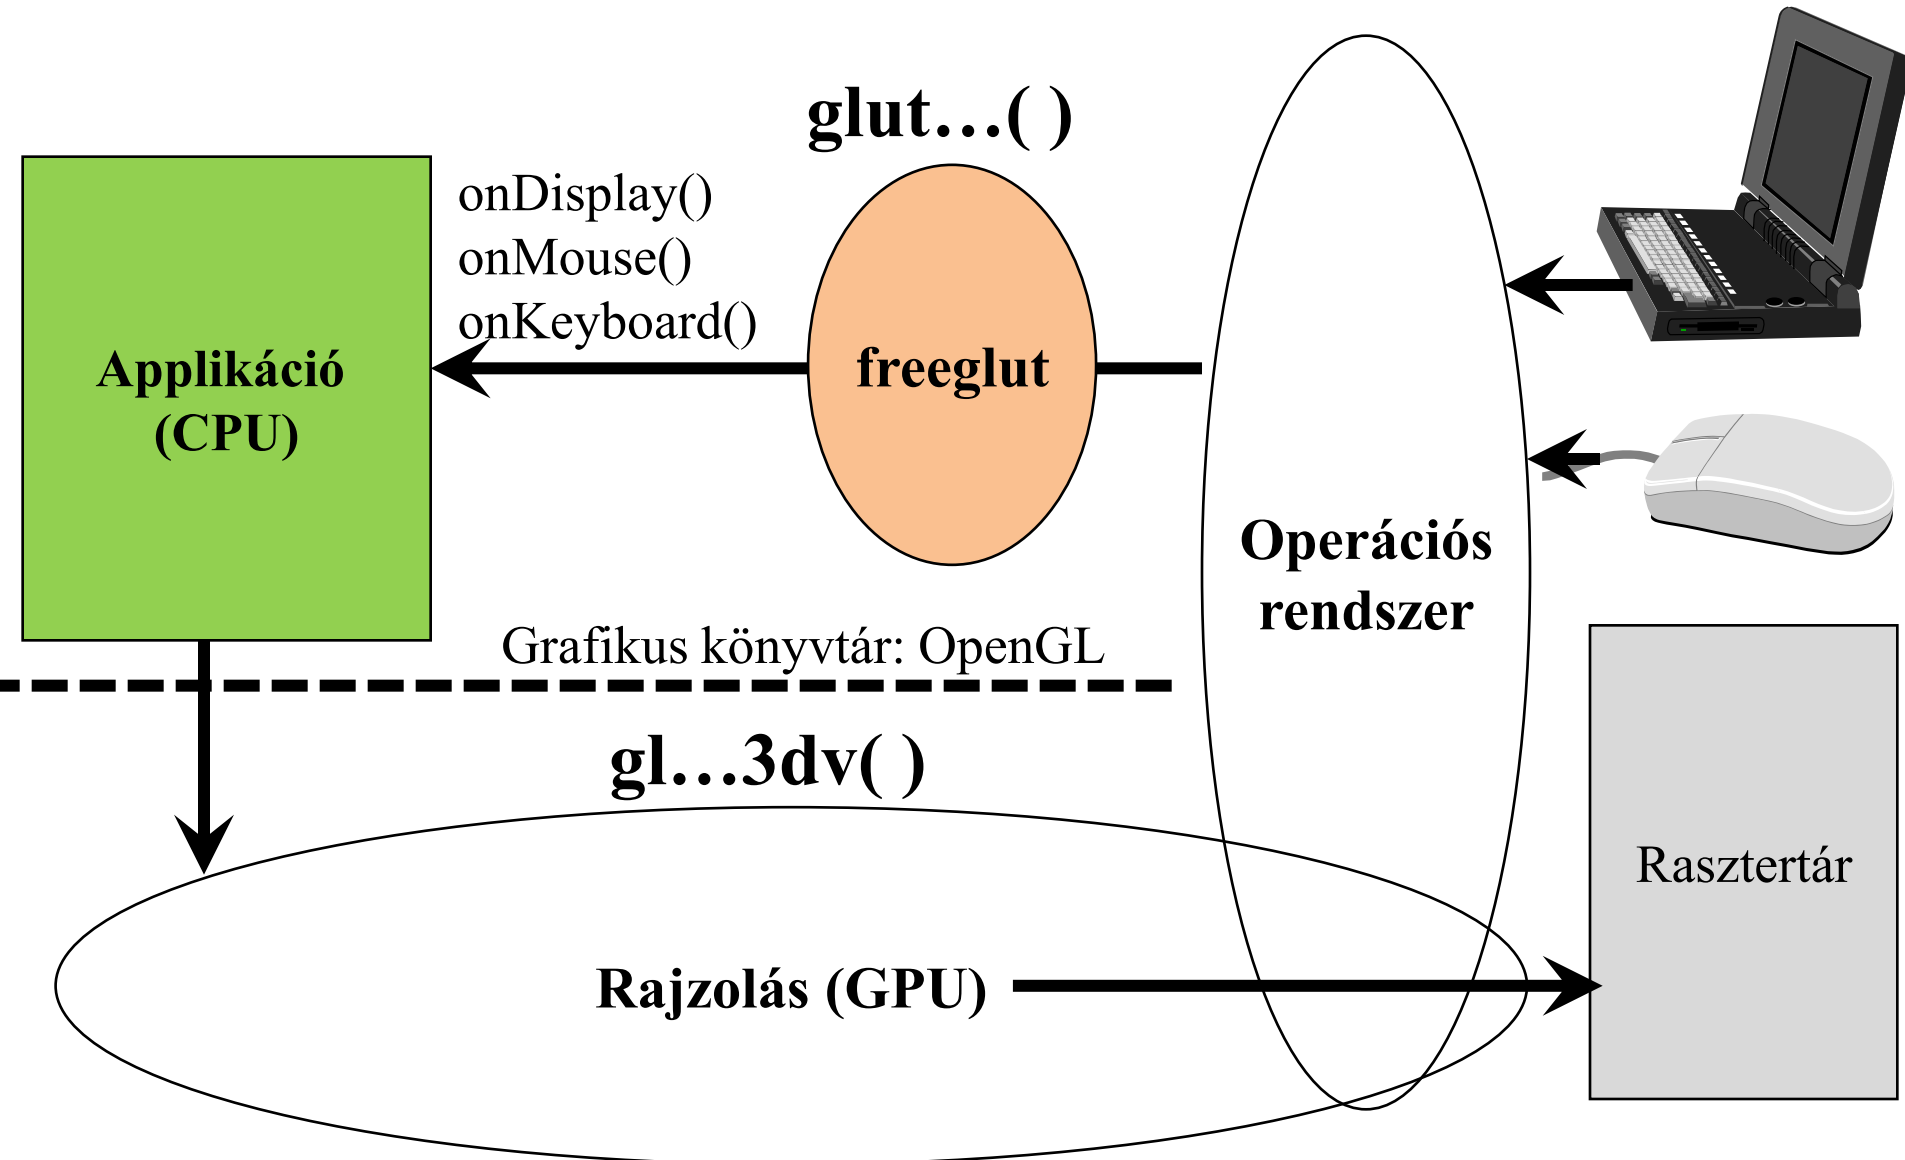 glut…( )
onDisplay()
onMouse()
onKeyboard()
Applikáció
(CPU)
freeglut
Operációs
rendszer
Grafikus könyvtár: OpenGL
gl…3dv( )
Rasztertár
Rajzolás (GPU)